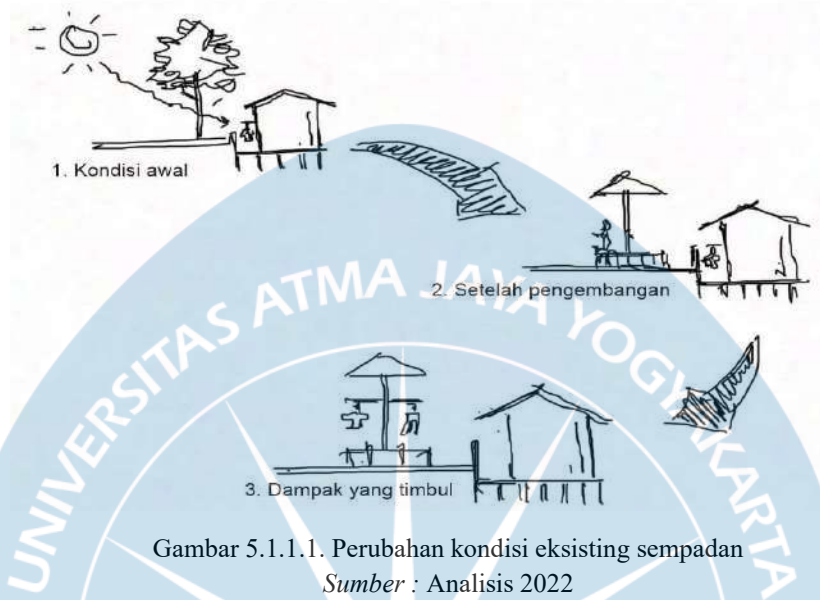 1. Kondisi awal
2. Setelah pengembangan
3. Dampak yang timbul
UNIVERSITAS ATMA JAYA YOGYAKARTA
Gambar 5.1.1.1. Perubahan kondisi eksisting sempadan
Sumber : Analisis 2022